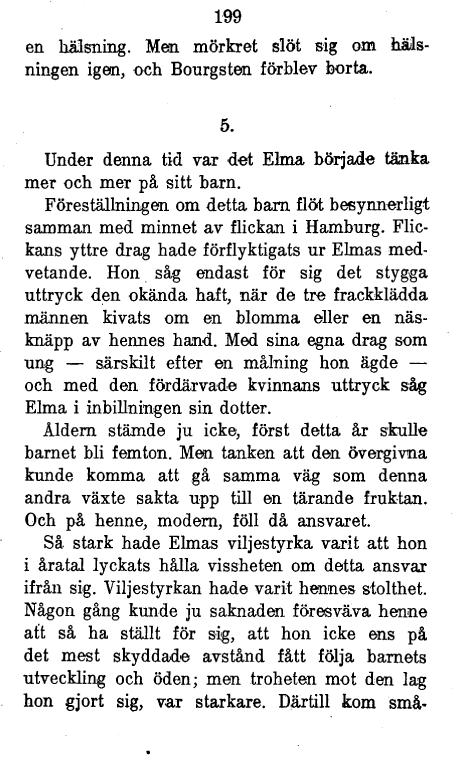 199
en hälsning. Men mörkret slöt sig om häls-
ningen igen, och Bourgsten förblev borta.
5.
Under denna tid var det Elma började tänka
mer och mer på sitt barn.
Föreställningen om detta barn flöt besynnerligt
samman med minnet av flickan i Hamburg. Flic-
kans yttre drag hade förflyktigats ur Elmas med-
vetande. Hon såg endast för sig det stygga
uttryck den okända haft, när de tre frackklädda
männen kivats om en blomma eller en näs-
knäpp av hennes hand. Med sina egna drag som
ung — särskilt efter en målning hon ägde —
och med den fördärvade kvinnans uttryck såg
Elma i inbillningen sin dotter.
Åldern stämde ju icke, först detta år skulle
barnet bli femton. Men tanken att den övergivna
kunde komma att gå samma väg som denna
andra växte sakta upp till en tärande fruktan.
Och på henne, modern, föll då ansvaret.
Så stark hade Elmas viljestyrka varit att hon
i åratal lyckats hålla vissheten om detta ansvar
ifrån sig. Viljestyrkan hade varit hennes stolthet.
Någon gång kunde ju saknaden föresväva henne
att så ha ställt för sig, att hon icke ens på
det mest skyddade avstånd fått följa barnets
utveckling och öden; men troheten mot den lag
hon gjort sig, var starkare. Därtill kom små-